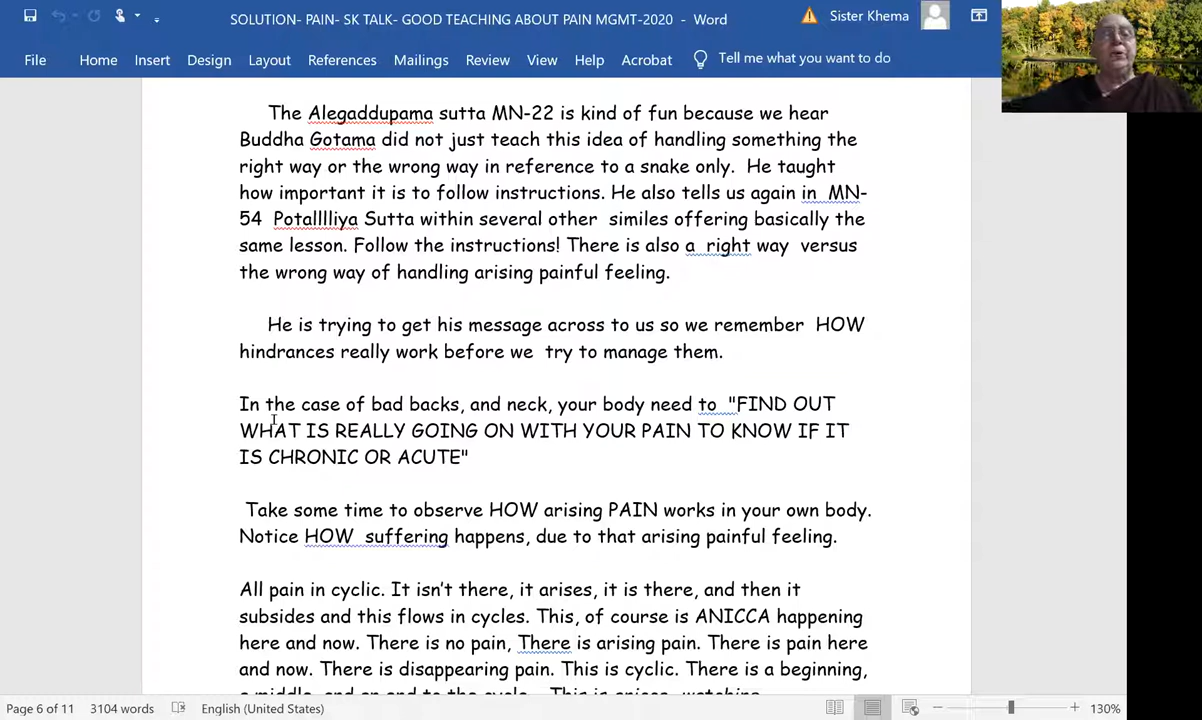 SOLUTION- PAIN- SK TALK- GOOD TEACHING ABOUT PAIN MGMT-2020 - Word
Sister Khema
File Home Insert Design Layout References Mailings Review View Help Acrobat Tell me what you want to do
The Alegaddupama sutta MN-22 is kind of fun because we hear
Buddha Gotama did not just teach this idea of handling something the
right way or the wrong way in reference to a snake only. He taught
how important it is to follow instructions. He also tells us again in MN-
54 Potalllliya Sutta within several other similes offering basically the
same lesson. Follow the instructions! There is also a right way versus
the wrong way of handling arising painful feeling.
He is trying to get his message across to us so we remember HOW
hindrances really work before we try to manage them.
In the case of bad backs, and neck, your body need to "FIND OUT
WHAT IS REALLY GOING ON WITH YOUR PAIN TO KNOW IF IT
IS CHRONIC OR ACUTE"
Take some time to observe HOW arising PAIN works in your own body.
Notice HOW suffering happens, due to that arising painful feeling.
All pain in cyclic. It isn't there, it arises, it is there, and then it
subsides and this flows in cycles. This, of course is ANICCA happening
here and now. There is no pain, There is arising pain. There is pain here
and now. There is disappearing pain. This is cyclic. There is a beginning,
Page 6 of 11 3104 words English (United States) 130%